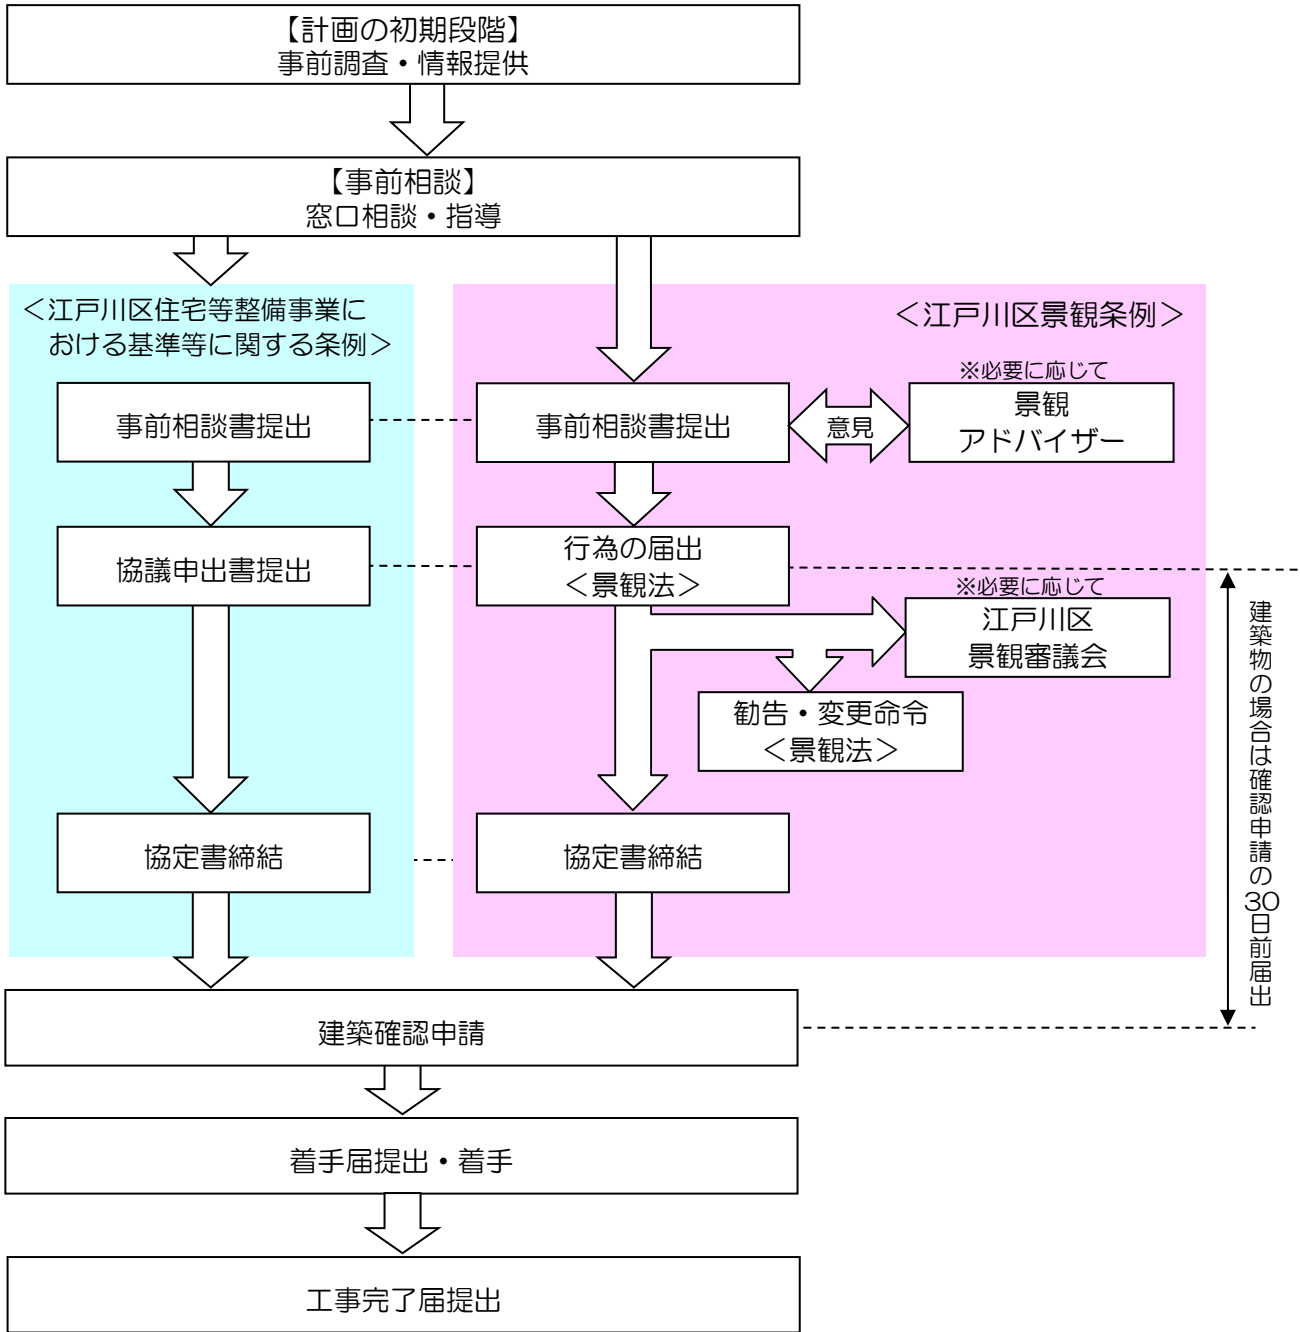 【計画の初期段階】
事前調査・情報提供
【事前相談】
窓口相談・指導
＜江戸川区住宅等整備事業に
おける基準等に関する条例＞
事前相談書提出
協議申出書提出
協定書締結
＜江戸川区景観条例＞
事前相談書提出
意見
※必要に応じて
景観
アドバイザー
行為の届出
＜景観法＞
※必要に応じて
江戸川区
景観審議会
勧告・変更命令
＜景観法＞
協定書締結
建築物の場合は確認申請の30日前届出
建築確認申請
着手届提出・着手
工事完了届提出